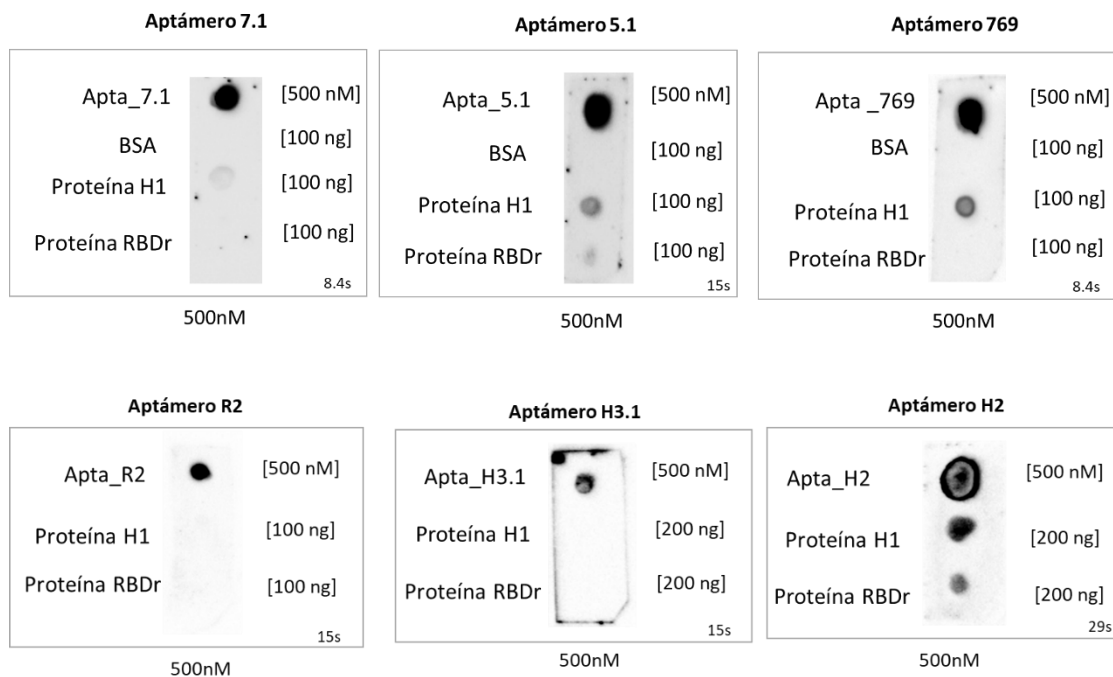 Aptámero 7.1
Apta_7.1 [500 nM]
BSA [100 ng]
Proteína H1 [100 ng]
Proteína RBDr [100 ng]
8.4s
500nM
Aptámero 5.1
Apta_5.1 [500 nM]
BSA [100 ng]
Proteína H1 [100 ng]
Proteína RBDr [100 ng]
15s
500nM
Aptámero 769
Apta _769 [500 nM]
BSA [100 ng]
Proteína H1 [100 ng]
Proteína RBDr [100 ng]
8.4s
500nM
Aptámero R2
Apta_R2 [500 nM]
Proteína H1 [100 ng]
Proteína RBDr [100 ng]
15s
500nM
Aptámero H3.1
Apta_H3.1 [500 nM]
Proteína H1 [200 ng]
Proteína RBDr [200 ng]
15s
500nM
Aptámero H2
Apta_H2 [500 nM]
Proteína H1 [200 ng]
Proteína RBDr [200 ng]
29s
500nM